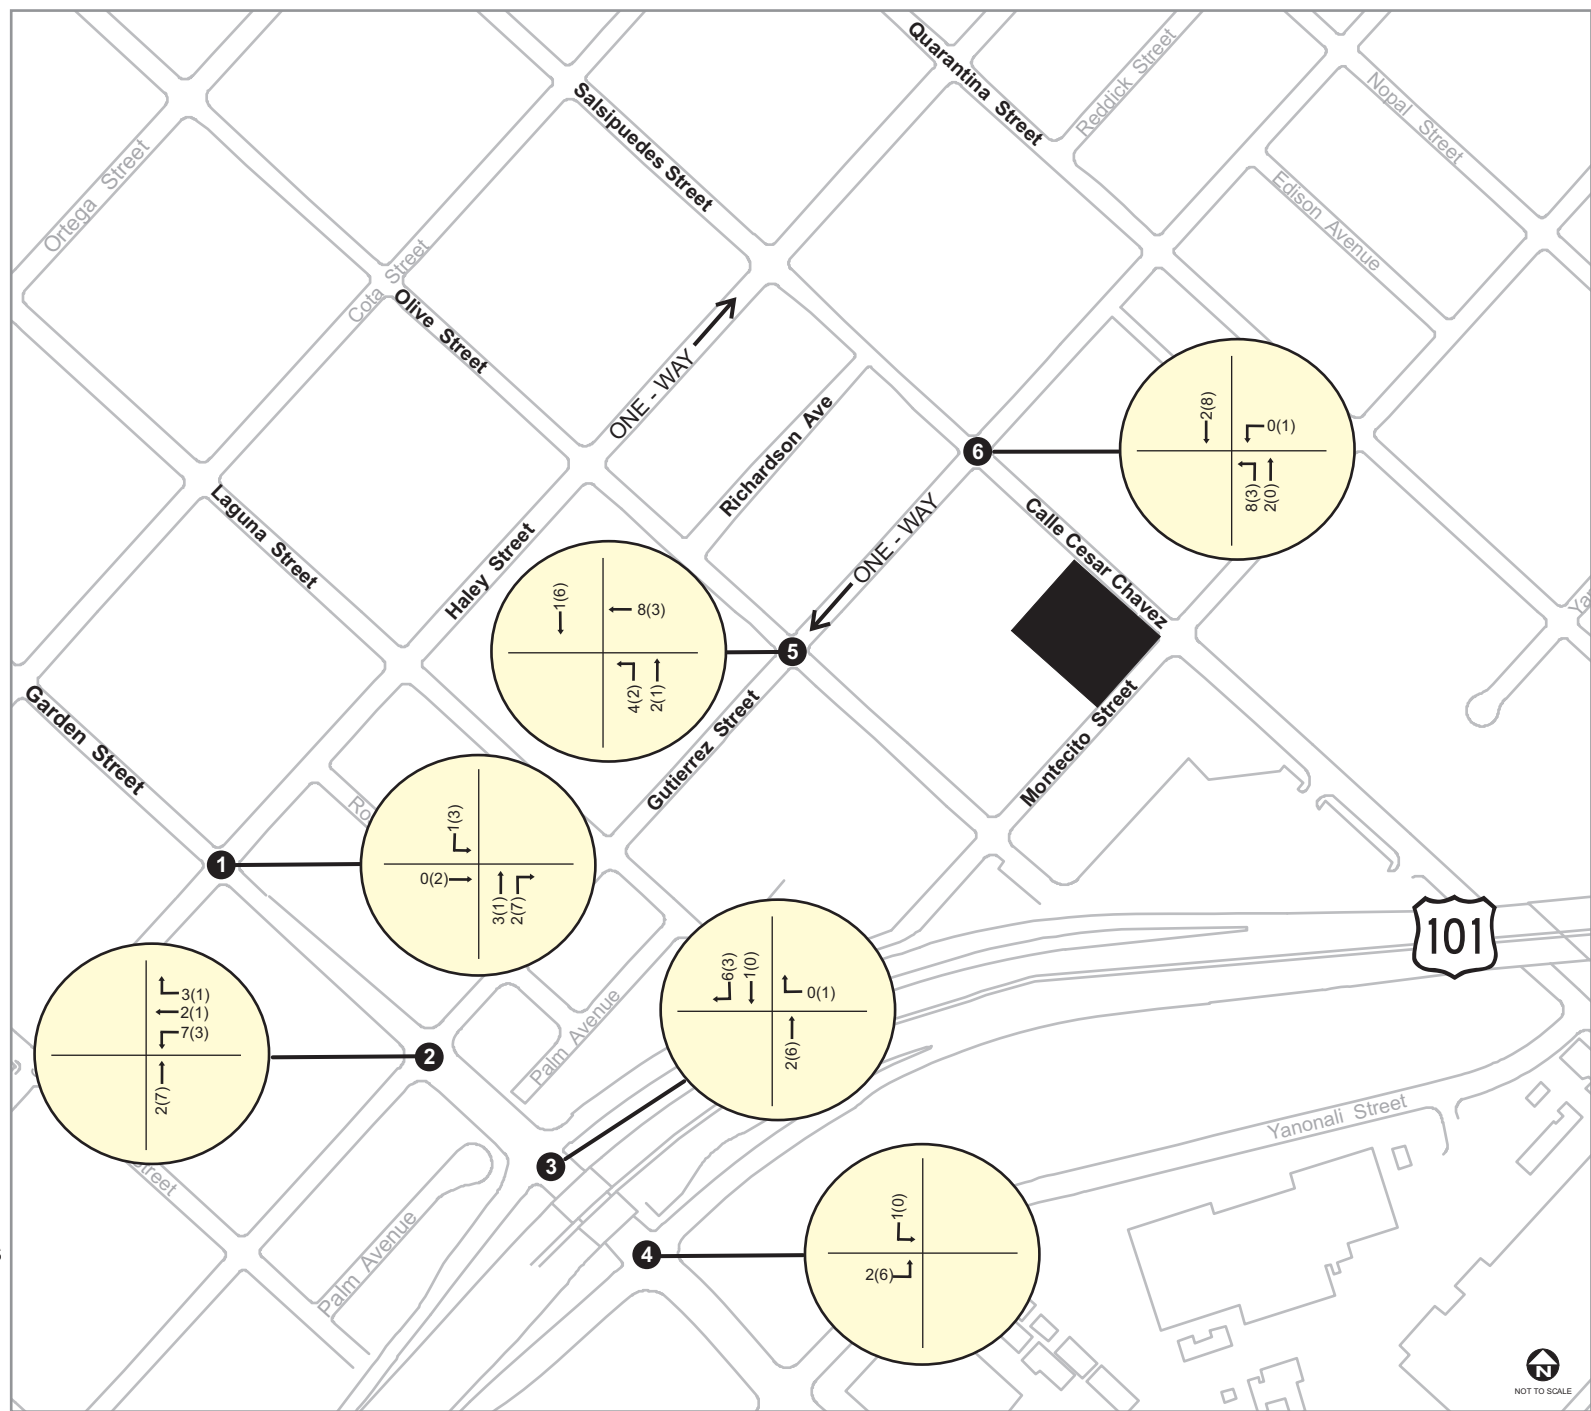 Quarantina Street
Reddick Street
Nopal Street
Salsipuedes Street
Ortega Street
Edison Avenue
Cota Street
Olive Street
ONE - WAY
Richardson Ave
2(8)
0(1)
8(3)
2(0)
6
Laguna Street
Haley Street
ONE - WAY
Calle Cesar Chavez
1(6)
8(3)
4(2)
2(1)
5
Garden Street
Gutierrez Street
Montecito Street
1(3)
0(2)
3(1)
2(7)
1
101
3(1)
2(1)
7(3)
2(7)
2
Palm Avenue
6(3)
1(0)
0(1)
2(6)
3
Yanonali Street
Street
Palm Avenue
1(0)
2(6)
4
N
NOT TO SCALE